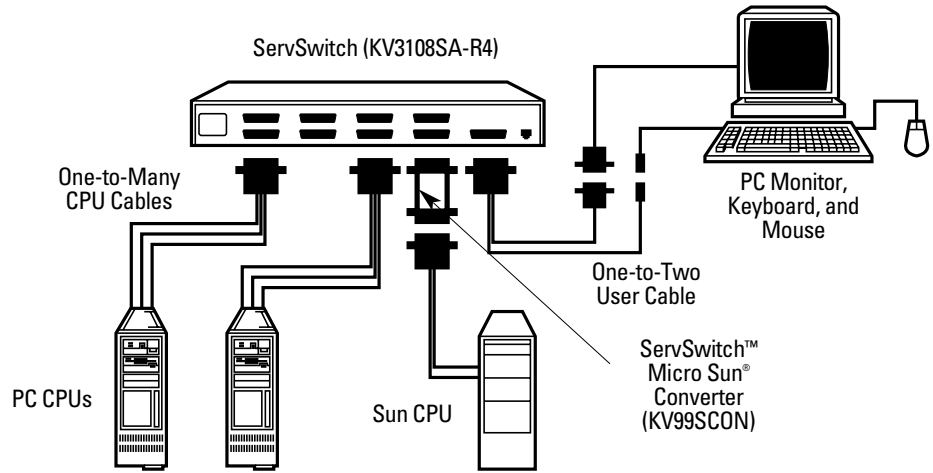 ServSwitch (KV3108SA-R4)
One-to-Many
CPU Cables
PC Monitor,
Keyboard, and
Mouse
One-to-Two
User Cable
ServSwitch™
Micro Sun®
Converter
(KV99SCON)
PC CPUs
Sun CPU